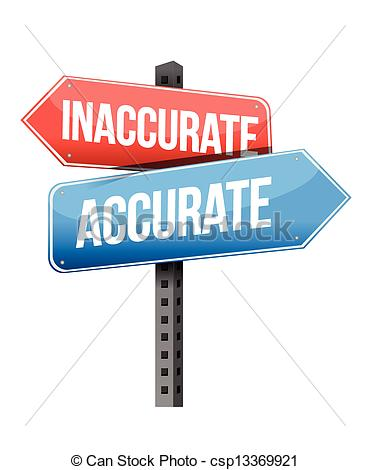 INACCURATE
ACCURATE
© Can Stock Photo - csp13369921